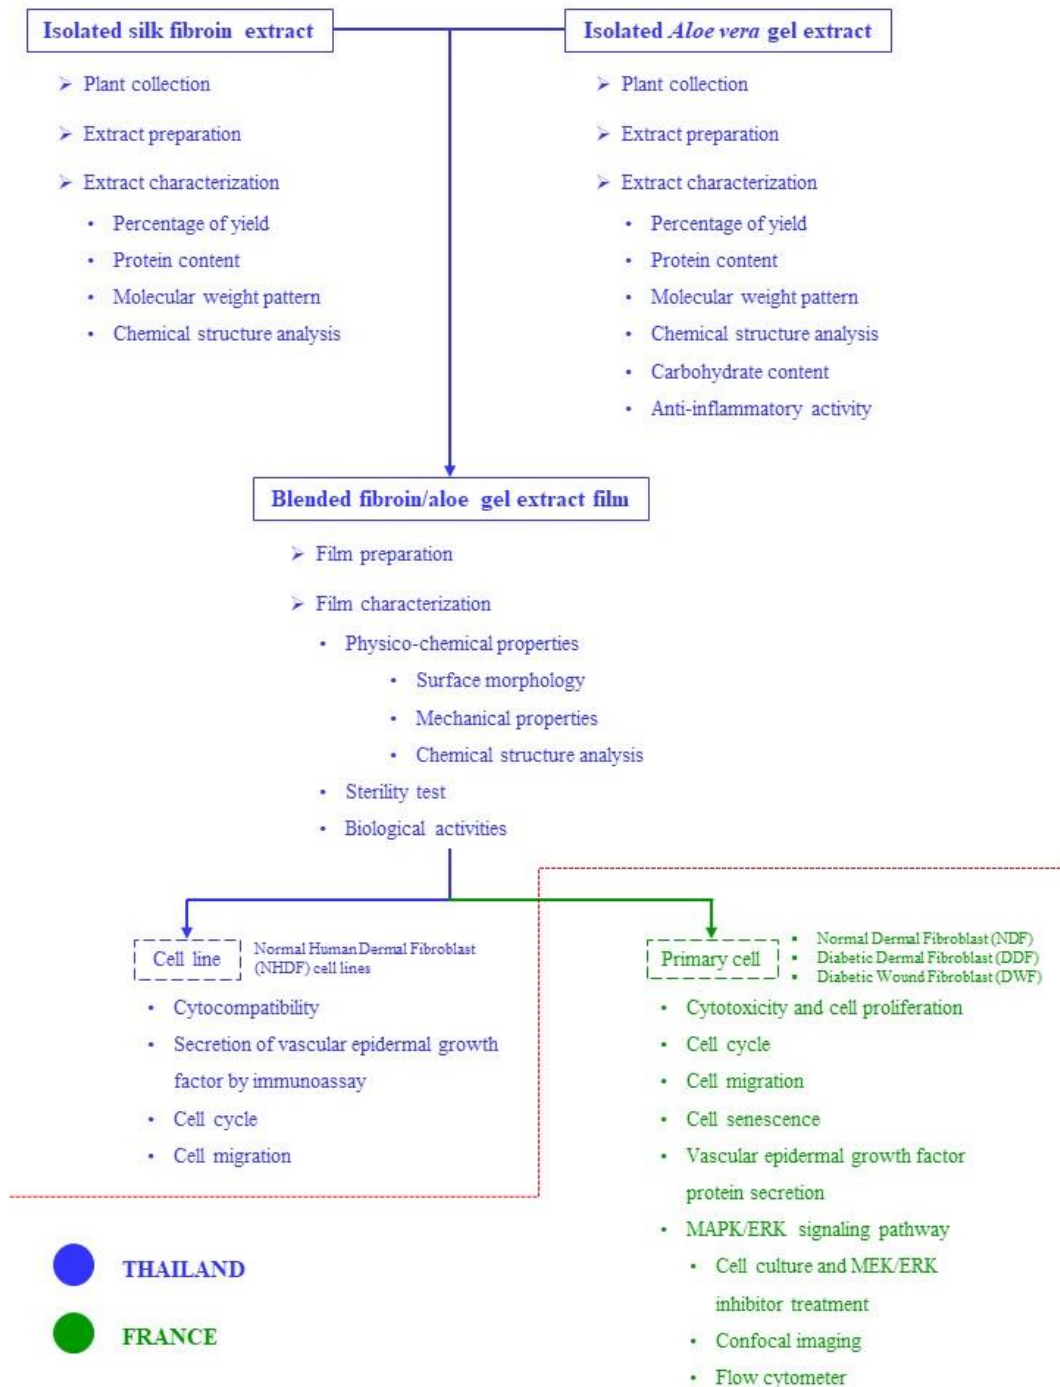 Isolated silk fibroin extract
➢ Plant collection
➢ Extract preparation
➢ Extract characterization
• Percentage of yield
• Protein content
• Molecular weight pattern
• Chemical structure analysis
Isolated Aloe vera gel extract
➢ Plant collection
➢ Extract preparation
➢ Extract characterization
• Percentage of yield
• Protein content
• Molecular weight pattern
• Chemical structure analysis
• Carbohydrate content
• Anti-inflammatory activity
Blended fibroin/aloe gel extract film
➢ Film preparation
➢ Film characterization
• Physico-chemical properties
• Surface morphology
• Mechanical properties
• Chemical structure analysis
• Sterility test
• Biological activities
Cell line
Normal Human Dermal Fibroblast
(NHDF) cell lines
• Cytocompatibility
• Secretion of vascular epidermal growth
factor by immunoassay
• Cell cycle
• Cell migration
Primary cell
▪ Normal Dermal Fibroblast (NDF)
▪ Diabetic Dermal Fibroblast (DDF)
▪ Diabetic Wound Fibroblast (DWF)
• Cytotoxicity and cell proliferation
• Cell cycle
• Cell migration
• Cell senescence
• Vascular epidermal growth factor
protein secretion
• MAPK/ERK signaling pathway
• Cell culture and MEK/ERK
inhibitor treatment
• Confocal imaging
• Flow cytometer
THAILAND
FRANCE